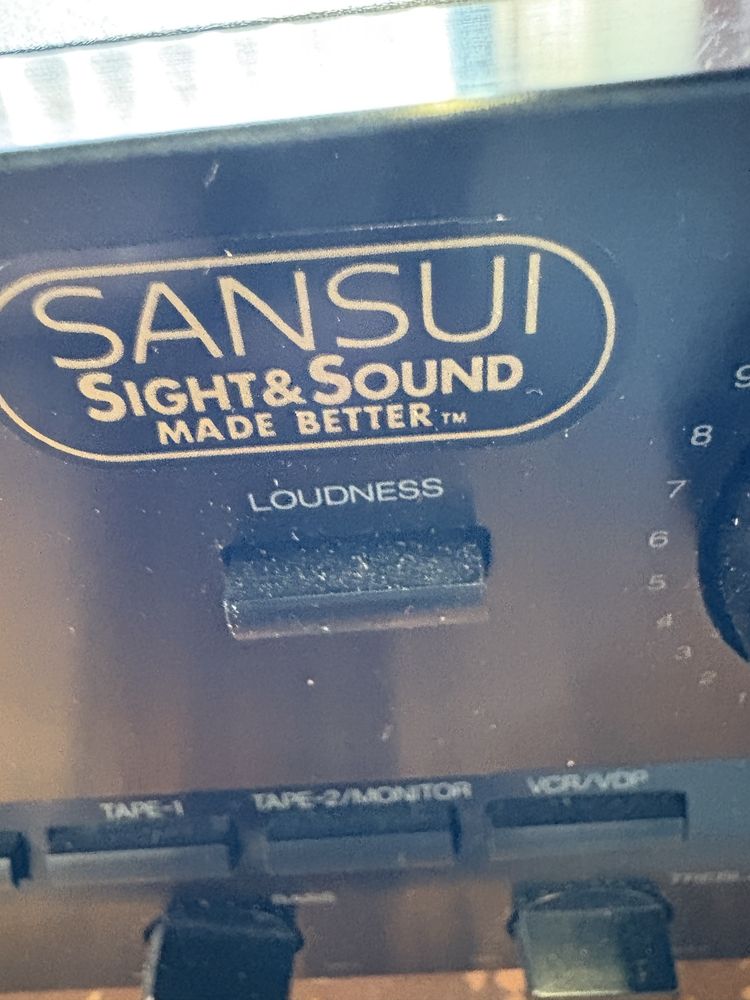 SANSUI
SIGHT & SOUND
MADE BETTER™
LOUDNESS
9
8
7
6
5
4
3
2
1
TAPE-1
TAPE-2/MONITOR
VCR/VDP